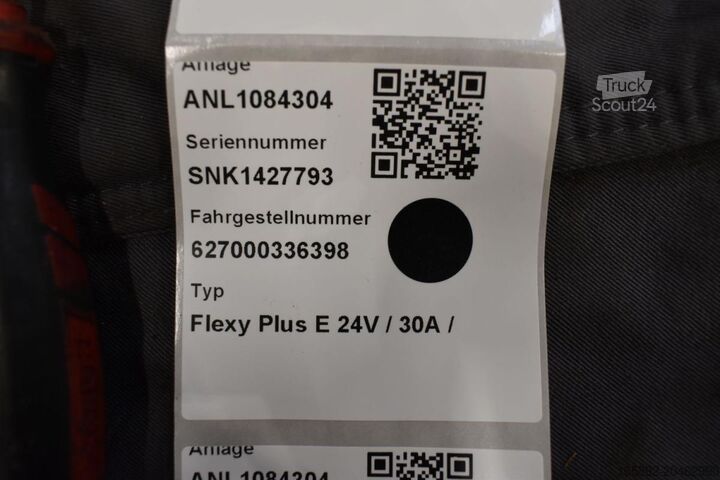 Anlage
ANL1084304
Seriennummer
SNK1427793
Fahrgestellnummer
627000336398
Typ
Flexy Plus E 24V / 30A /
Anlage
ANL1084304
Truck
Scout24